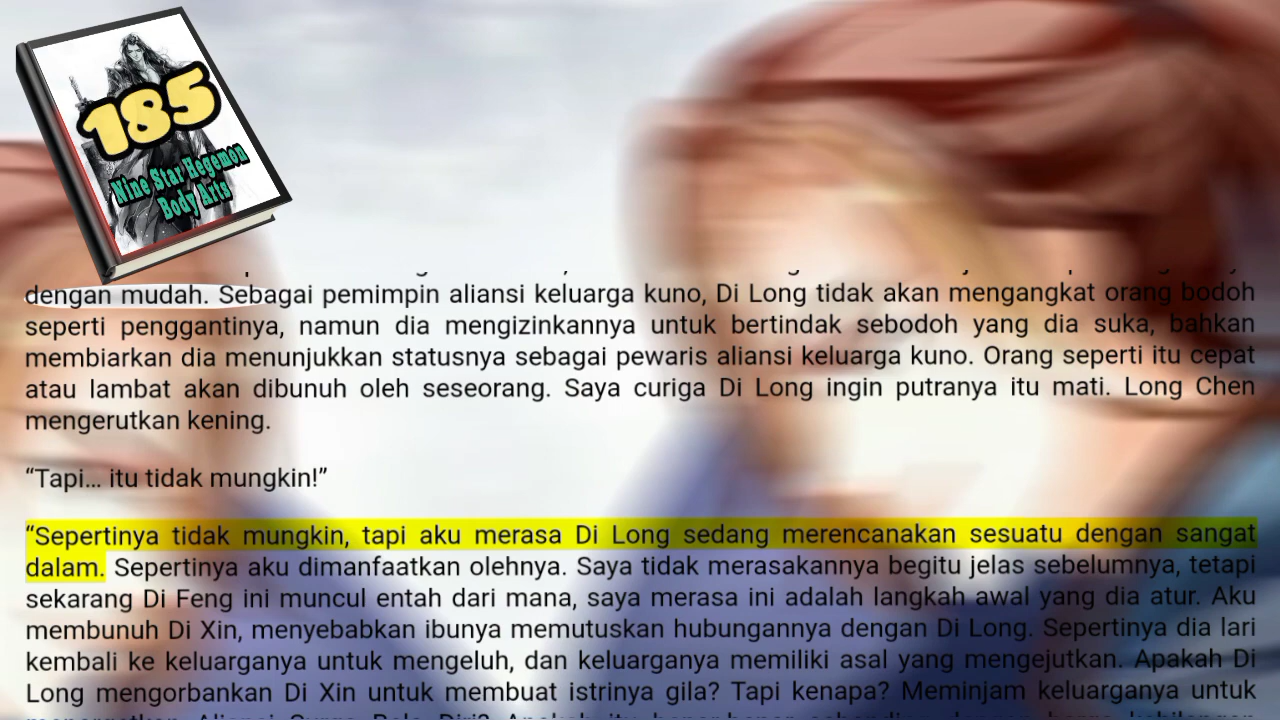 185
Nine Star Hegemon
Body Arts
dengan mudah. Sebagai pemimpin aliansi keluarga kuno, Di Long tidak akan mengangkat orang bodoh
seperti penggantinya, namun dia mengizinkannya untuk bertindak sebodoh yang dia suka, bahkan
membiarkan dia menunjukkan statusnya sebagai pewaris aliansi keluarga kuno. Orang seperti itu cepat
atau lambat akan dibunuh oleh seseorang. Saya curiga Di Long ingin putranya itu mati. Long Chen
mengerutkan kening.
“Tapi… itu tidak mungkin!”
“Sepertinya tidak mungkin, tapi aku merasa Di Long sedang merencanakan sesuatu dengan sangat
dalam. Sepertinya aku dimanfaatkan olehnya. Saya tidak merasakannya begitu jelas sebelumnya, tetapi
sekarang Di Feng ini muncul entah dari mana, saya merasa ini adalah langkah awal yang dia atur. Aku
membunuh Di Xin, menyebabkan ibunya memutuskan hubungannya dengan Di Long. Sepertinya dia lari
kembali ke keluarganya untuk mengeluh, dan keluarganya memiliki asal yang mengejutkan. Apakah Di
Long mengorbankan Di Xin untuk membuat istrinya gila? Tapi kenapa? Meminjam keluarganya untuk